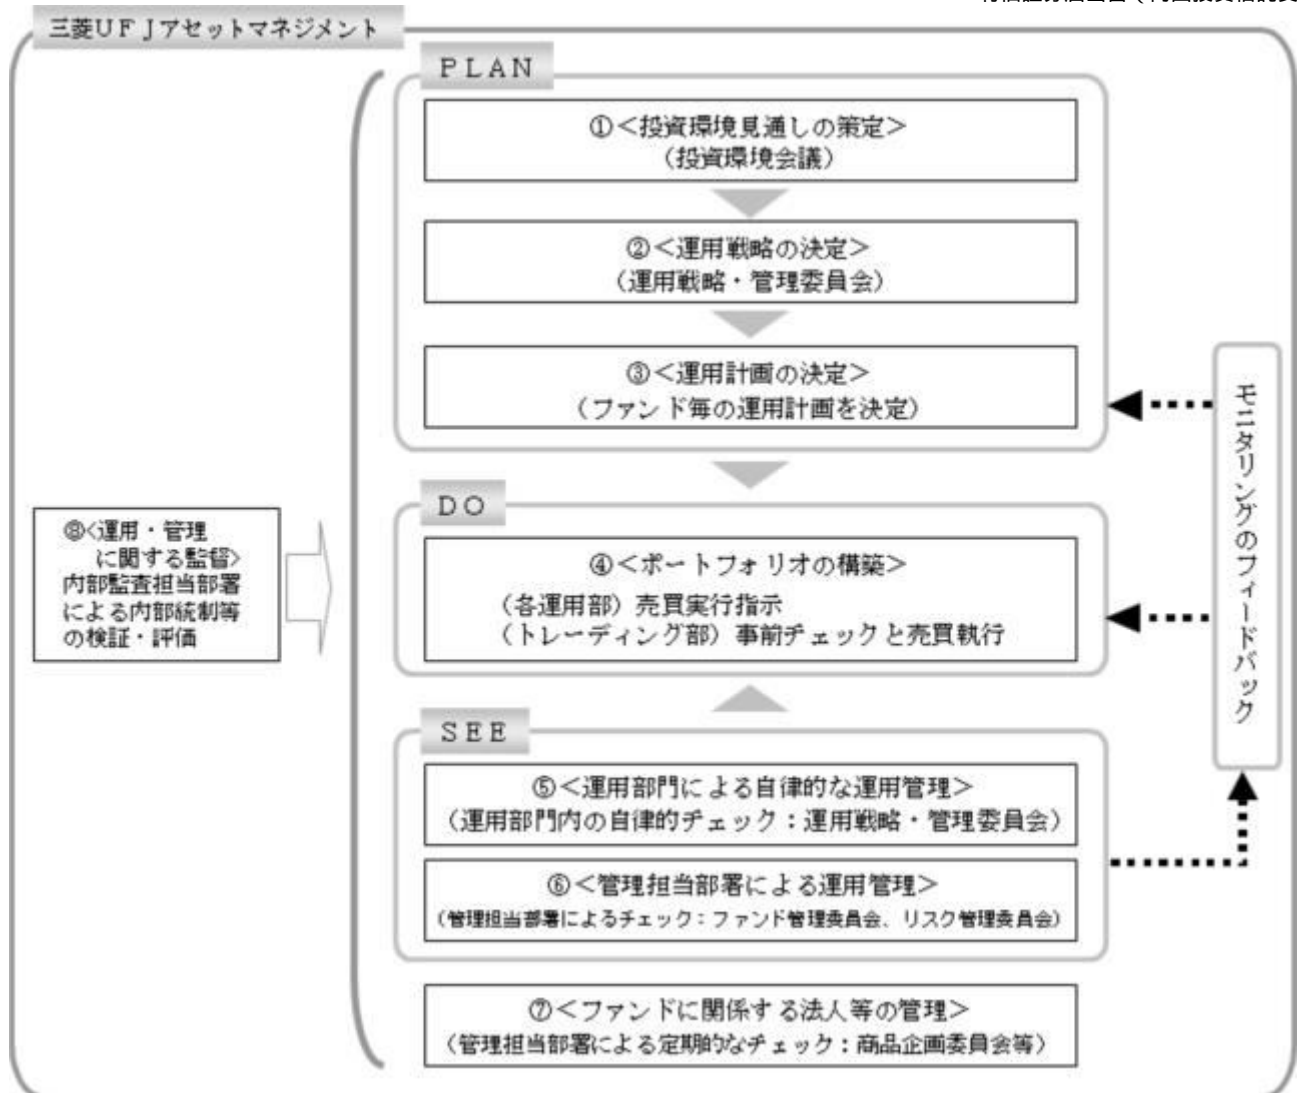 三菱UFJアセットマネジメント
PLAN
①＜投資環境見通しの策定＞
（投資環境会議）
②＜運用戦略の決定＞
（運用戦略・管理委員会）
③＜運用計画の決定＞
（ファンド毎の運用計画を決定）
DO
④＜ポートフォリオの構築＞
（各運用部）売買実行指示
（トレーディング部）事前チェックと売買執行
SEE
⑤＜運用部門による自律的な運用管理＞
（運用部門内の自律的チェック：運用戦略・管理委員会）
⑥＜管理担当部署による運用管理＞
（管理担当部署によるチェック：ファンド管理委員会、リスク管理委員会）
⑦＜ファンドに関係する法人等の管理＞
（管理担当部署による定期的なチェック：商品企画委員会等）
⑧＜運用・管理
に関する監督＞
内部監査担当部署
による内部統制等
の検証・評価
モニタリングのフィードバック